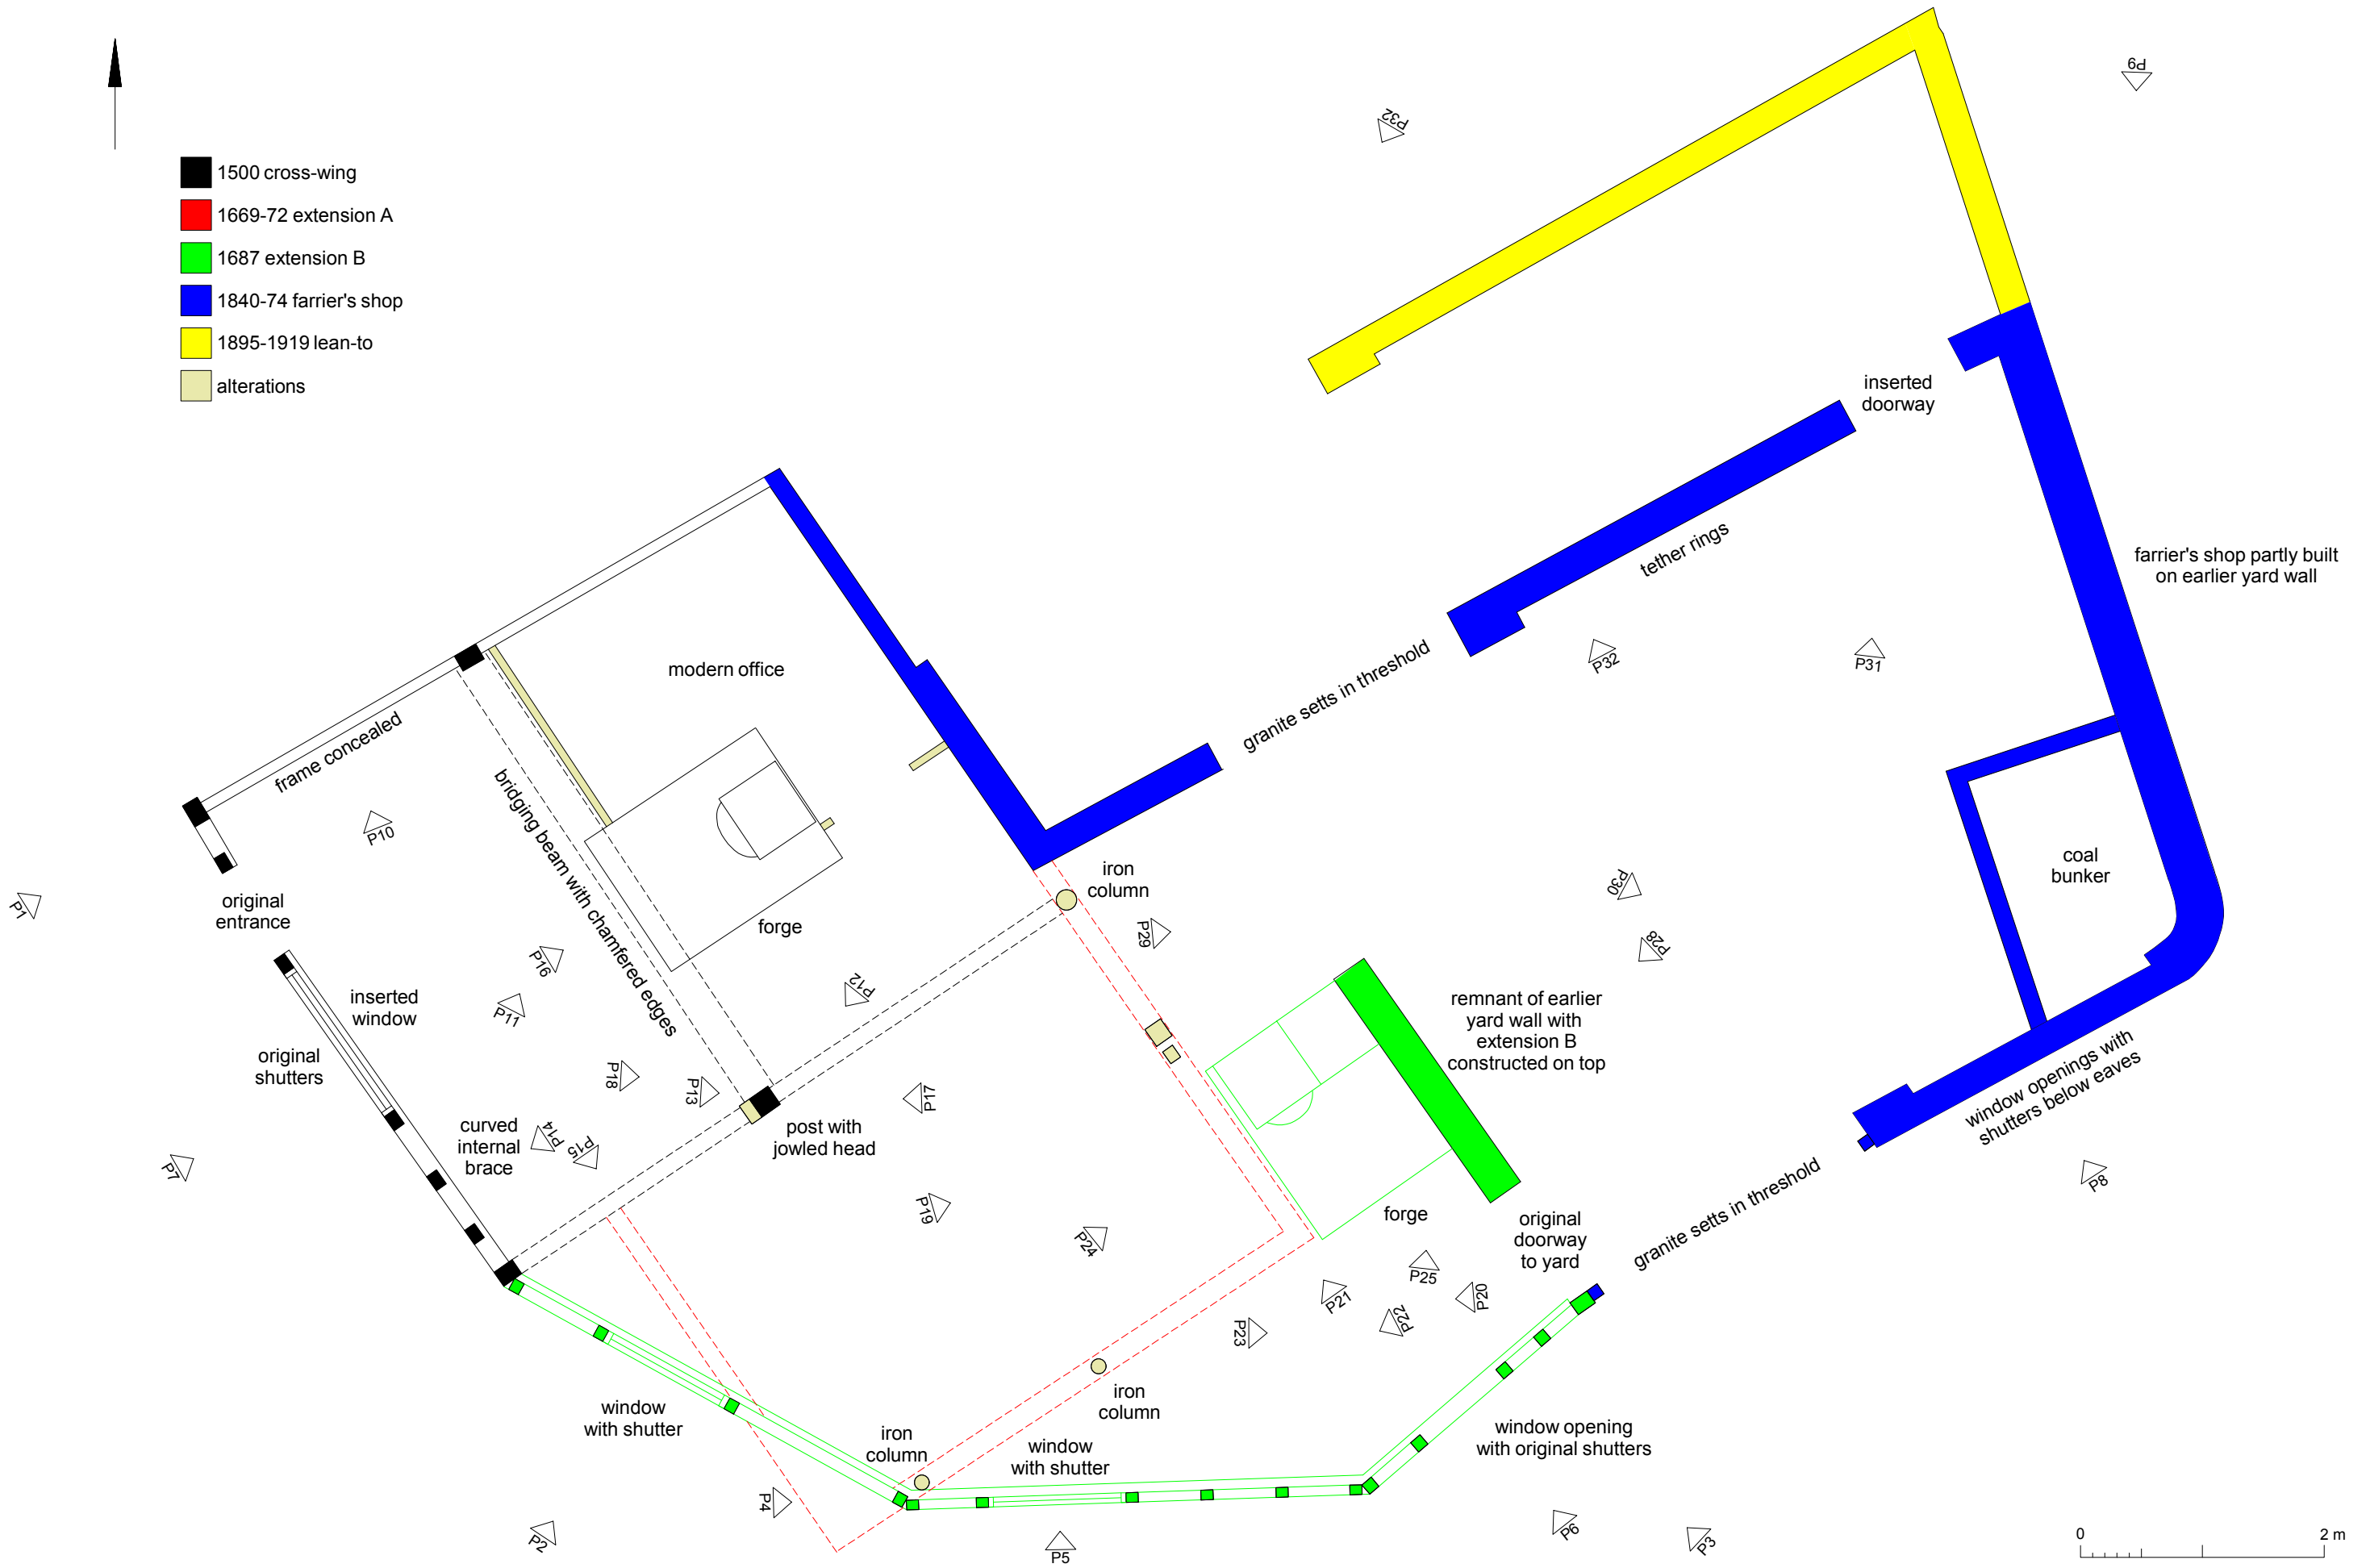 P9
P32
1500 cross-wing
1669-72 extension A
1687 extension B
1840-74 farrier's shop
1895-1919 lean-to
alterations
inserted
doorway
tether rings
farrier's shop partly built
on earlier yard wall
modern office
granite setts in threshold
P32
P31
frame concealed
bridging beam with chamfered edges
P10
coal
bunker
iron
column
P1
original
entrance
forge
P30
P29
P28
P16
P12
inserted
window
P11
remnant of earlier
yard wall with
extension B
constructed on top
original
shutters
P18
P13
P17
window openings with
shutters below eaves
curved
internal
brace
P14
P15
post with
jowled head
P7
P8
P19
P24
forge
original
doorway
to yard
granite setts in threshold
P25
P21
P20
P22
P23
window
with shutter
iron
column
iron
column
window
with shutter
window opening
with original shutters
P4
P2
P5
P6
P3
0
2 m